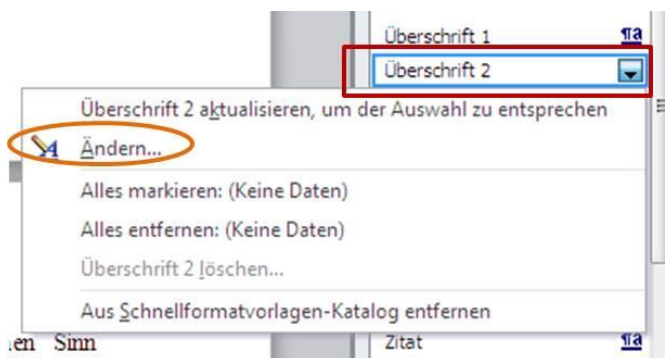 Überschrift 1 ¶a
Überschrift 2
Überschrift 2 aktualisieren, um der Auswahl zu entsprechen
Ändern...
Alles markieren: (Keine Daten)
Alles entfernen: (Keine Daten)
Überschrift 2 löschen...
Aus Schnellformatvorlagen-Katalog entfernen
Sinn
Zitat ¶a